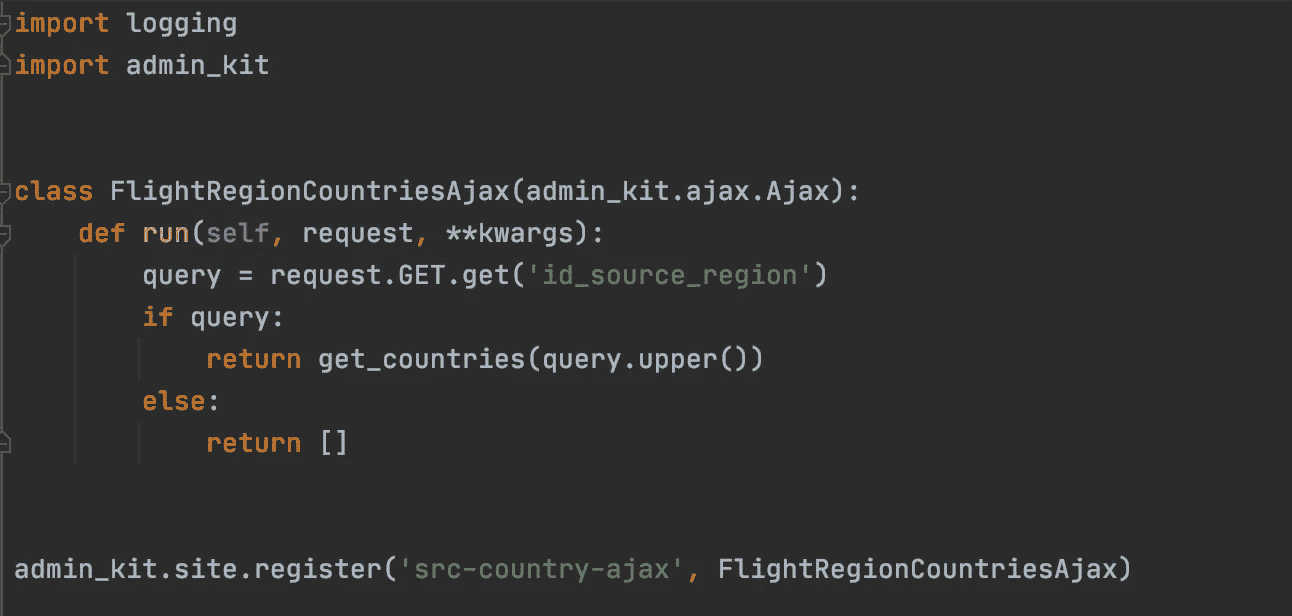 import logging
import admin_kit
class FlightRegionCountriesAjax(admin_kit.ajax.Ajax):
    def run(self, request, **kwargs):
        query = request.GET.get('id_source_region')
        if query:
            return get_countries(query.upper())
        else:
            return []
admin_kit.site.register('src-country-ajax', FlightRegionCountriesAjax)